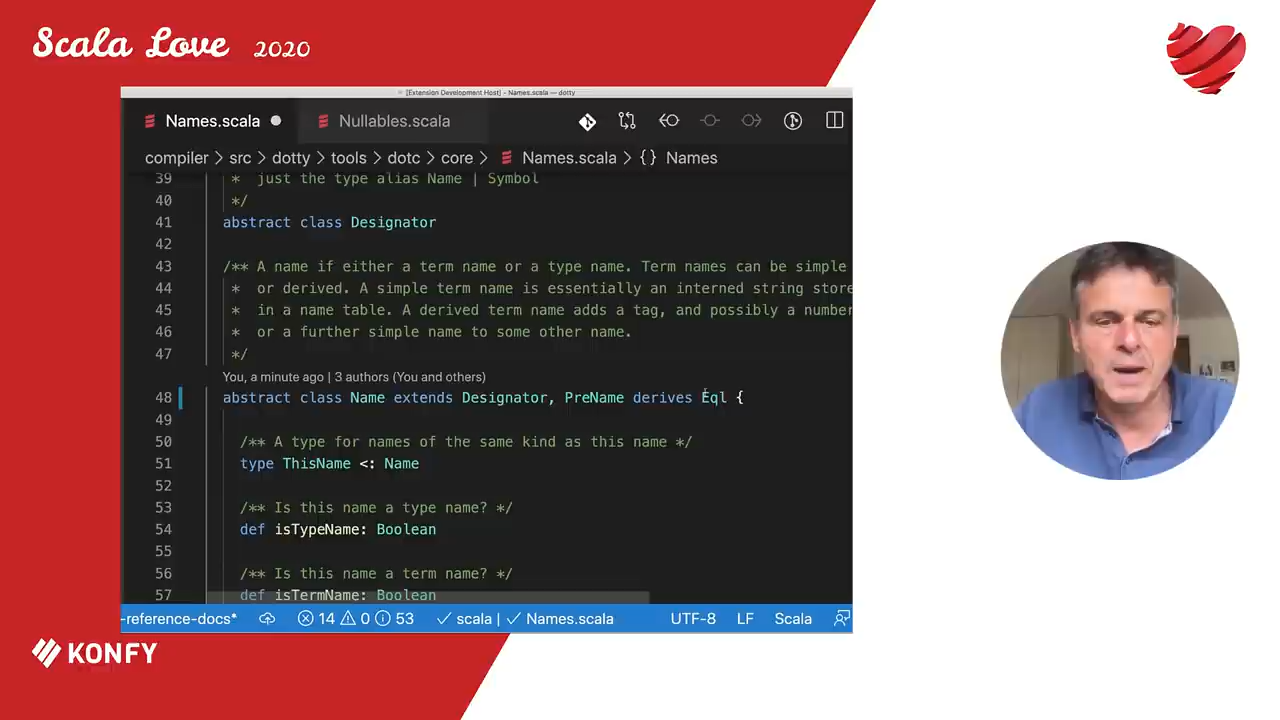 Scala Love 2020
[Extension Development Host] - Names.scala — dotty
Names.scala
Nullables.scala
compiler > src > dotty > tools > dotc > core > Names.scala > {} Names
39 * just the type alias Name | Symbol
40 */
41 abstract class Designator
42
43 /** A name if either a term name or a type name. Term names can be simple
44 * or derived. A simple term name is essentially an interned string store
45 * in a name table. A derived term name adds a tag, and possibly a number
46 * or a further simple name to some other name.
47 */
You, a minute ago | 3 authors (You and others)
48 abstract class Name extends Designator, PreName derives Eql {
49
50 /** A type for names of the same kind as this name */
51 type ThisName <: Name
52
53 /** Is this name a type name? */
54 def isTypeName: Boolean
55
56 /** Is this name a term name? */
57 def isTermName: Boolean
-reference-docs* 14 0 53 scala | Names.scala UTF-8 LF Scala
KONFY